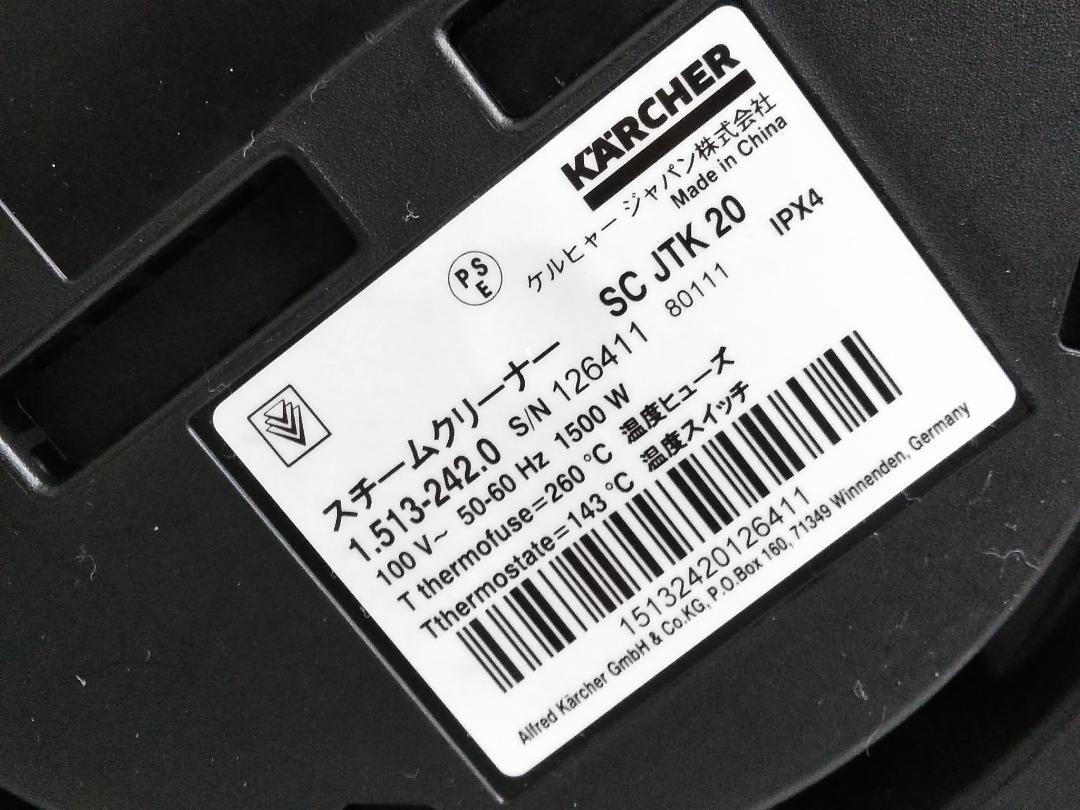 KÄRCHER
ケルヒャー ジャパン株式会社
Made in China
PSE
スチームクリーナー SC JTK 20 IPX4
1.513-242.0 S/N 126411 80111
100 V~ 50-60 Hz 1500 W
T thermofuse=260 °C 温度ヒューズ
Tthermostate=143 °C 温度スイッチ
15132420126411
Alfred Kärcher GmbH & Co.KG, P.O.Box 160, 71349 Winnenden, Germany